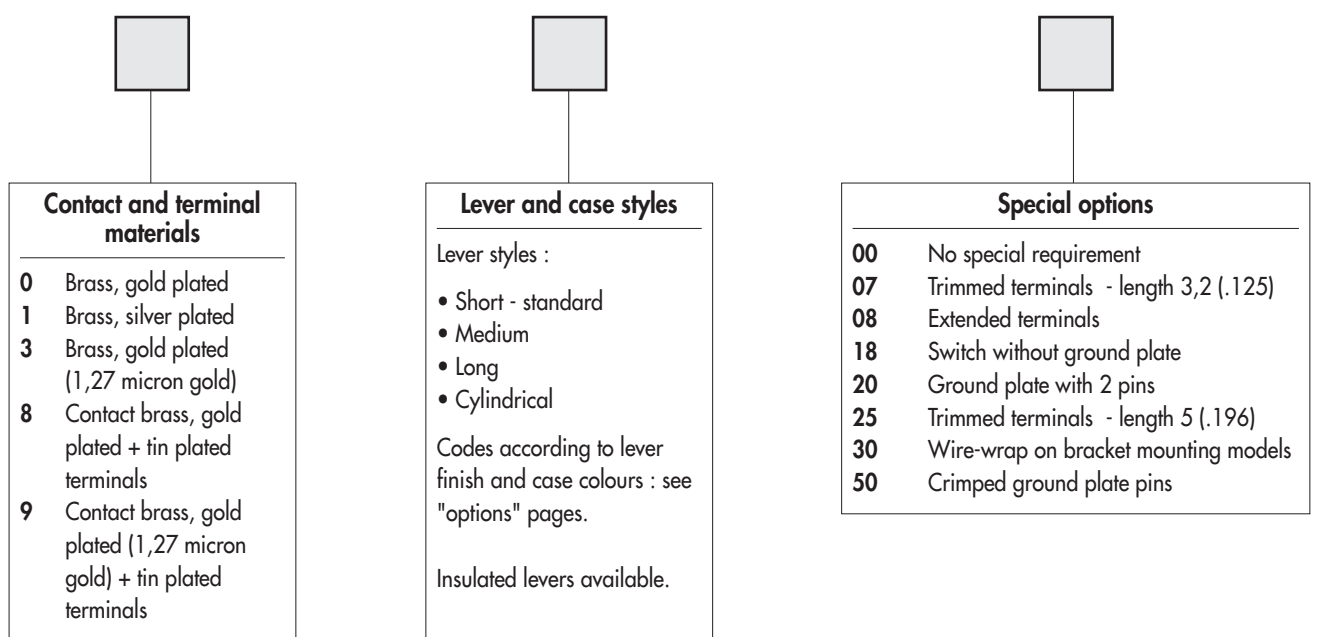 Contact and terminal
materials
0 Brass, gold plated
1 Brass, silver plated
3 Brass, gold plated
(1,27 micron gold)
8 Contact brass, gold
plated + tin plated
terminals
9 Contact brass, gold
plated (1,27 micron
gold) + tin plated
terminals
Lever and case styles
Lever styles :
• Short - standard
• Medium
• Long
• Cylindrical
Codes according to lever
finish and case colours : see
"options" pages.
Insulated levers available.
Special options
00 No special requirement
07 Trimmed terminals - length 3,2 (.125)
08 Extended terminals
18 Switch without ground plate
20 Ground plate with 2 pins
25 Trimmed terminals - length 5 (.196)
30 Wire-wrap on bracket mounting models
50 Crimped ground plate pins